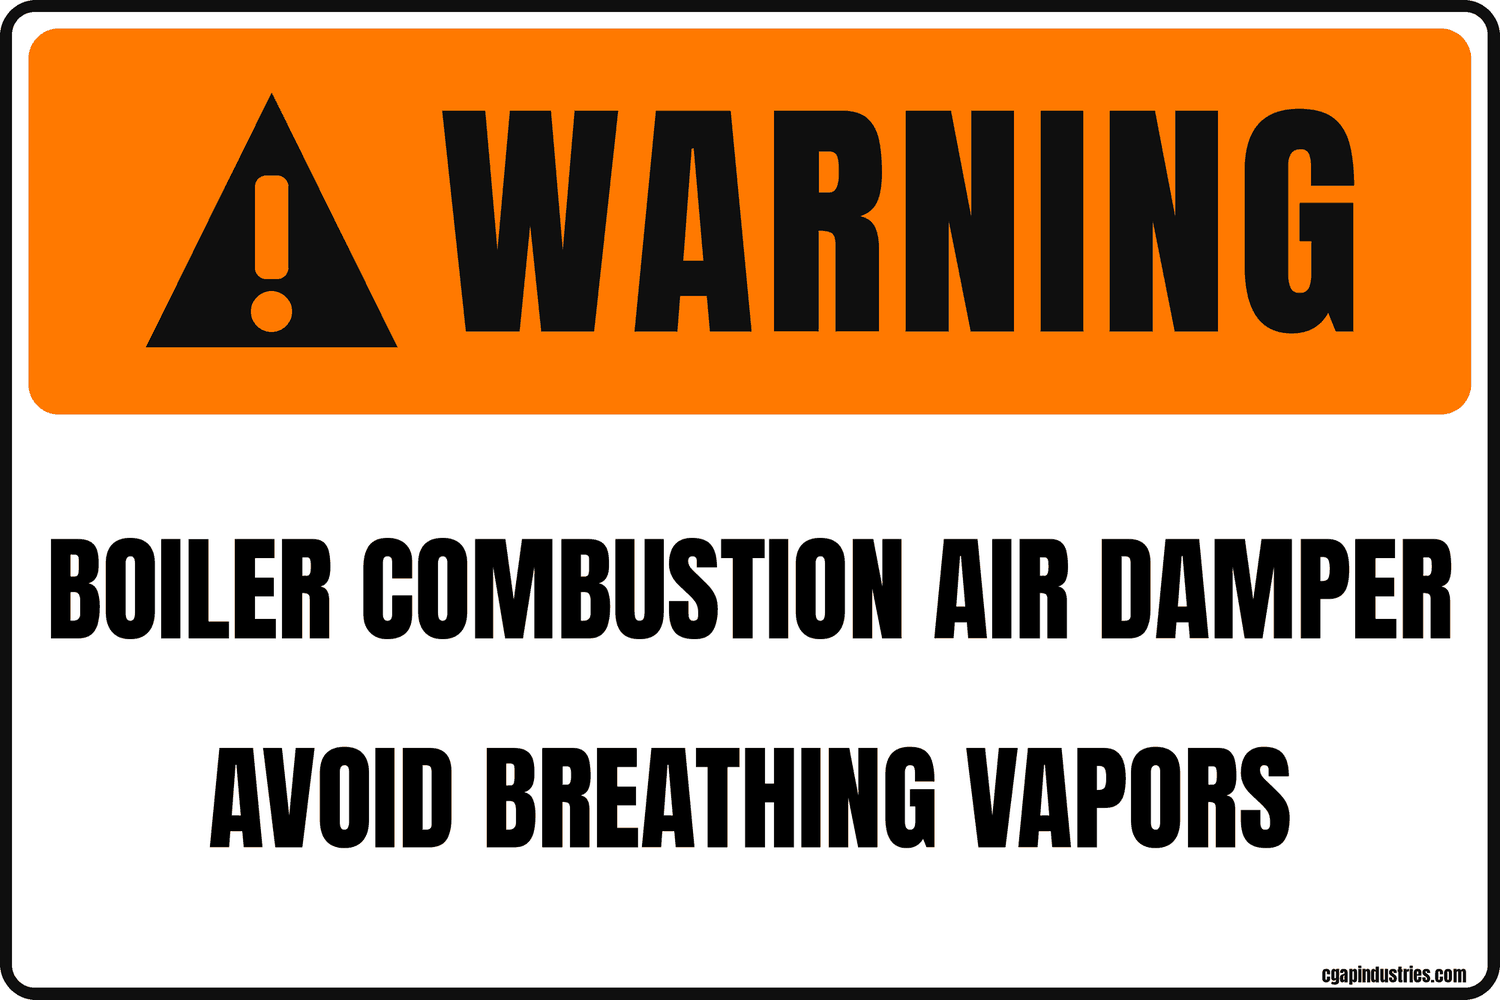 WARNING
BOILER COMBUSTION AIR DAMPER
AVOID BREATHING VAPORS
cgapindustries.com